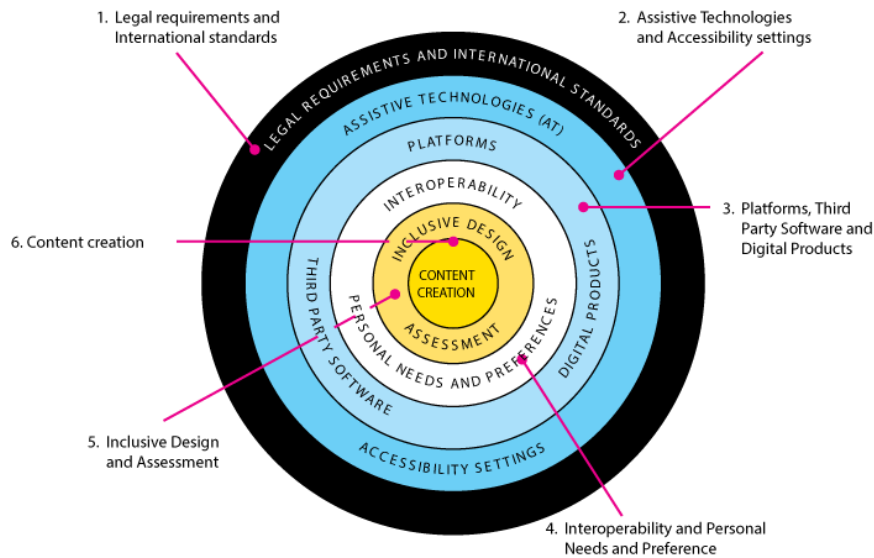 1. Legal requirements and
International standards
2. Assistive Technologies
and Accessibility settings
LEGAL REQUIREMENTS AND INTERNATIONAL STANDARDS
ASSISTIVE TECHNOLOGIES (AT)
PLATFORMS
INTEROPERABILITY
INCLUSIVE DESIGN
3. Platforms, Third
Party Software and
Digital Products
6. Content creation
CONTENT
CREATION
ASSESSMENT
PERSONAL NEEDS AND PREFERENCES
THIRD PARTY SOFTWARE
DIGITAL PRODUCTS
ACCESSIBILITY SETTINGS
5. Inclusive Design
and Assessment
4. Interoperability and Personal
Needs and Preference